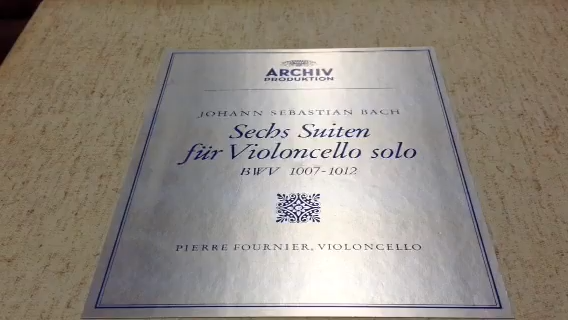 ARCHIV
PRODUKTION
JOHANN SEBASTIAN BACH
Sechs Suiten
für Violoncello solo
BWV 1007-1012
PIERRE FOURNIER, VIOLONCELLO